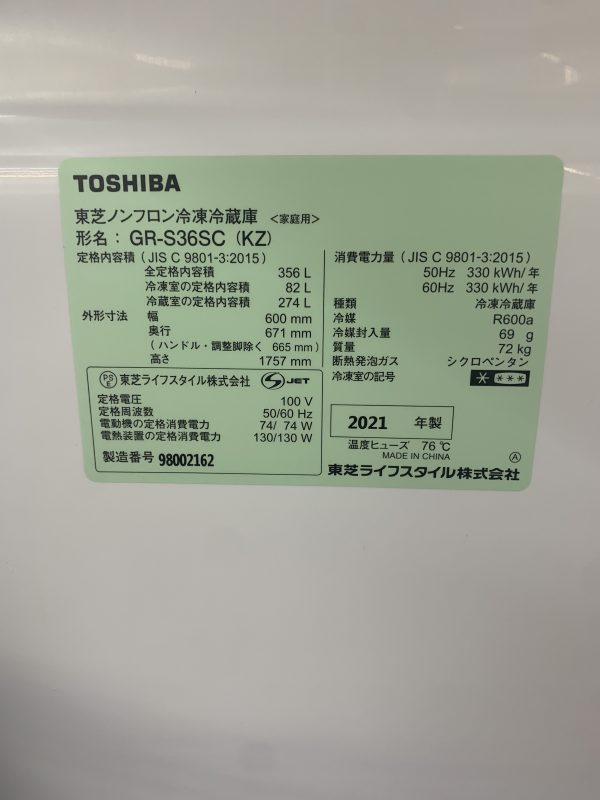 TOSHIBA
東芝ノンフロン冷凍冷蔵庫 <家庭用>
形名： GR-S36SC (KZ)
定格内容積 ( JIS C 9801-3:2015 )
全定格内容積 356 L
冷凍室の定格内容積 82 L
冷蔵室の定格内容積 274 L
外形寸法 幅 600 mm
奥行 671 mm
( ハンドル・調整脚除く 665 mm )
高さ 1757 mm
消費電力量 ( JIS C 9801-3:2015 )
50Hz 330 kWh/ 年
60Hz 330 kWh/ 年
種類 冷凍冷蔵庫
冷媒 R600a
冷媒封入量 69 g
質量 72 kg
断熱発泡ガス シクロペンタン
冷凍室の記号
PS E 東芝ライフスタイル株式会社 S JET
定格電圧 100 V
定格周波数 50/60 Hz
電動機の定格消費電力 74/ 74 W
電熱装置の定格消費電力 130/130 W
製造番号 98002162
2021 年製
温度ヒューズ 76 ℃
MADE IN CHINA
A
東芝ライフスタイル株式会社